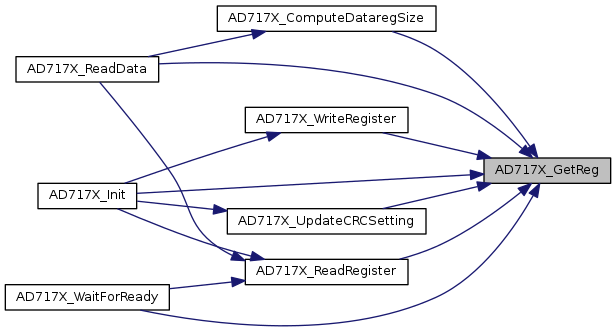 AD717X_ComputeDataregSize
AD717X_ReadData
AD717X_WriteRegister
AD717X_GetReg
AD717X_Init
AD717X_UpdateCRCSetting
AD717X_ReadRegister
AD717X_WaitForReady